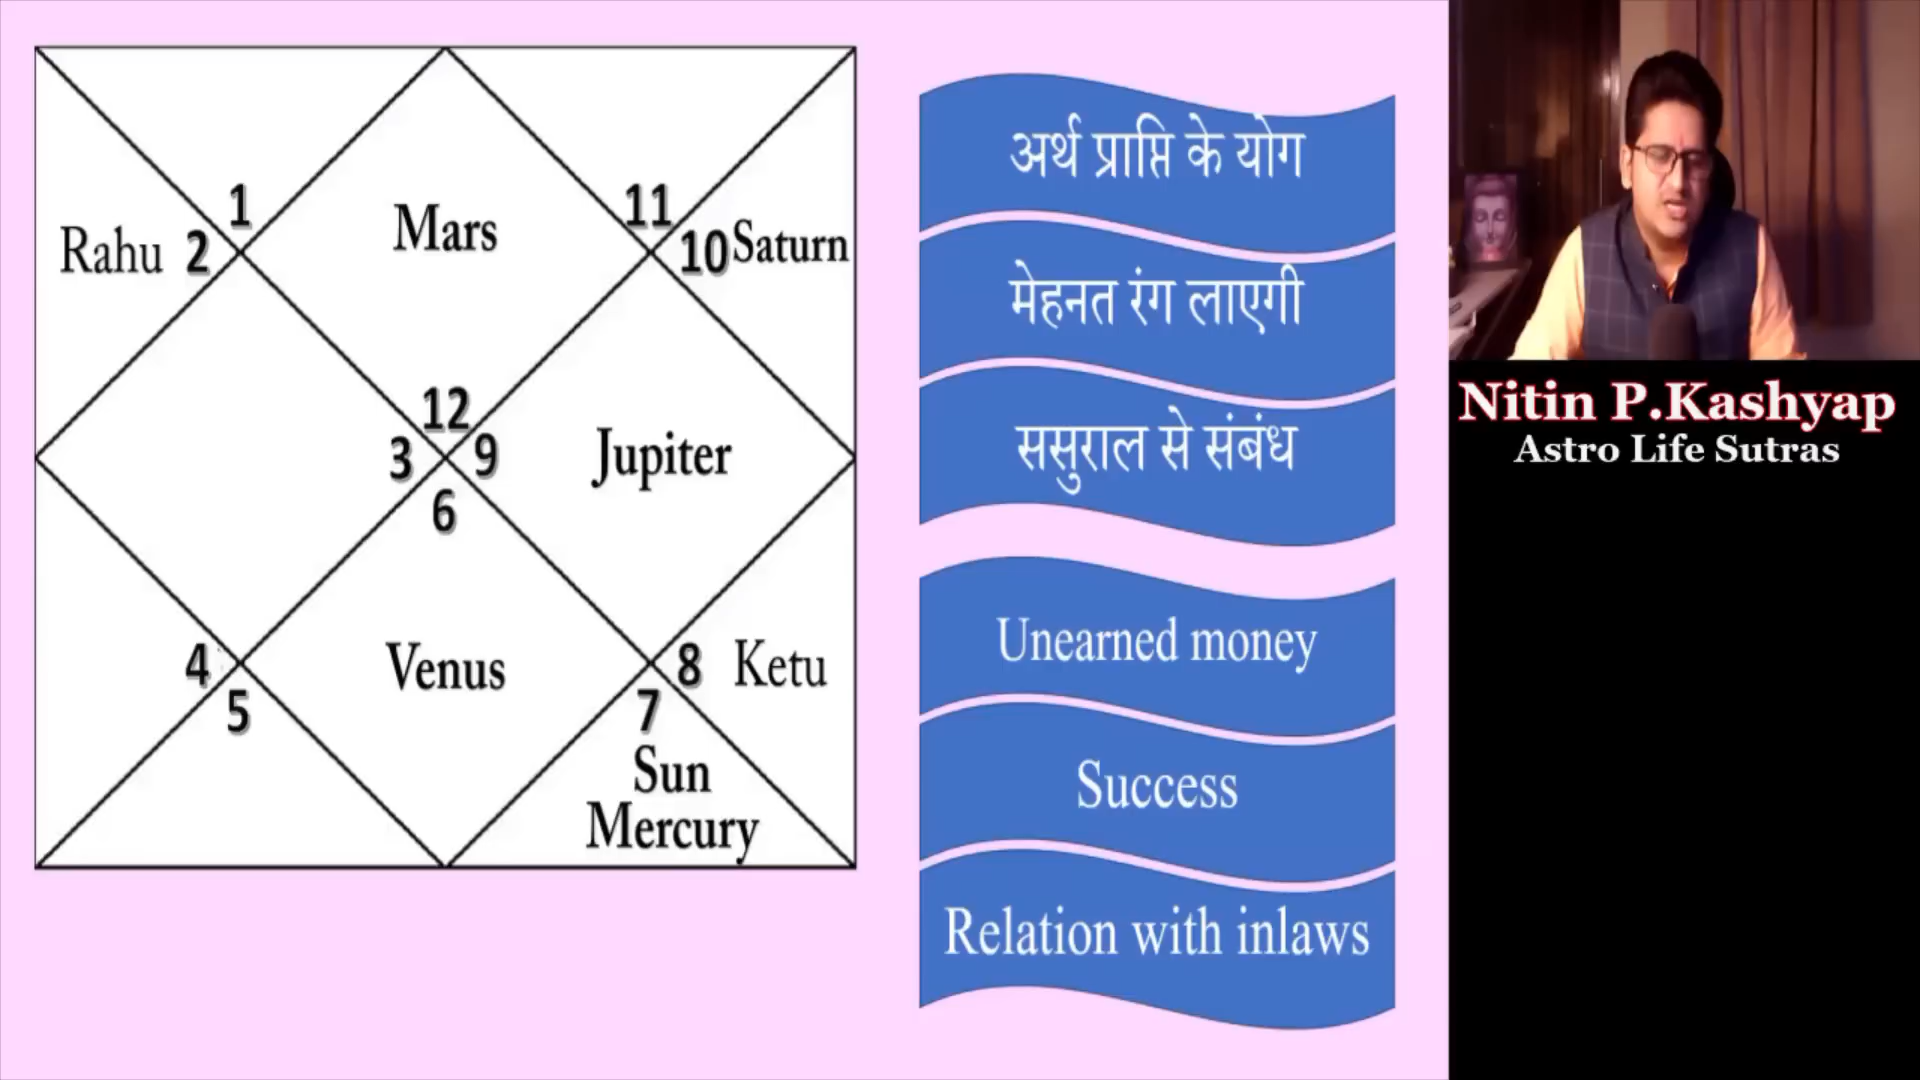 1
11
Rahu 2
Mars
10 Saturn
12
3
9
Jupiter
6
4
Venus
8 Ketu
5
7
Sun
Mercury
अर्थ प्राप्ति के योग
मेहनत रंग लाएगी
ससुराल से संबंध
Unearned money
Success
Relation with inlaws
Nitin P.Kashyap
Astro Life Sutras